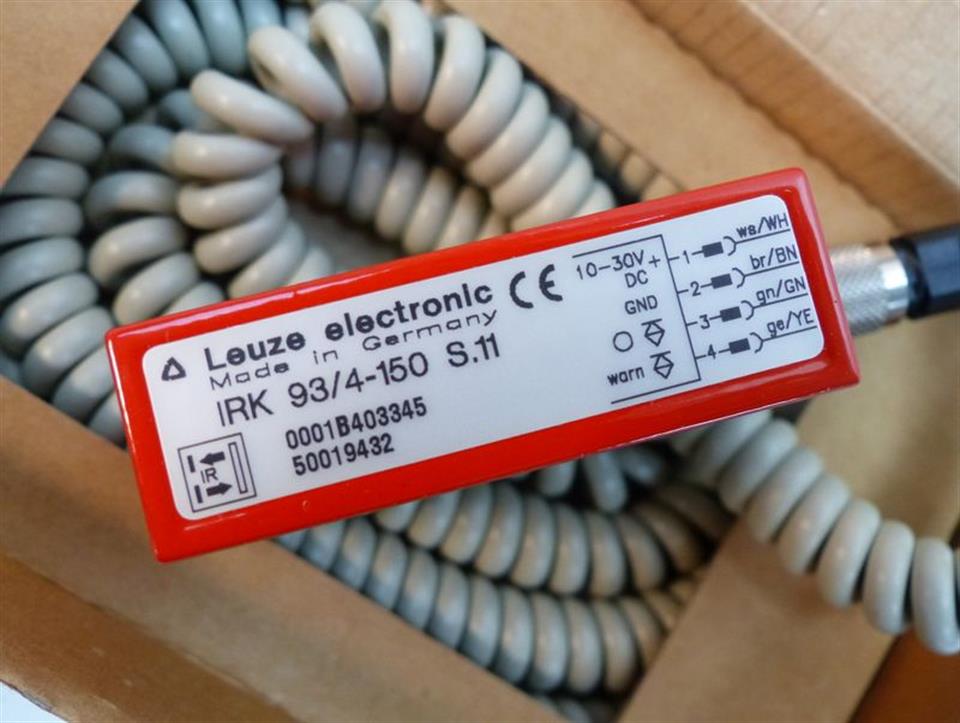 Leuze electronic CE
Made in Germany
IRK 93/4-150 S.11
0001B403345
50019432
IR
10-30V +
DC
GND
warn
1 ws/WH
2 br/BN
3 gn/GN
4 ge/YE